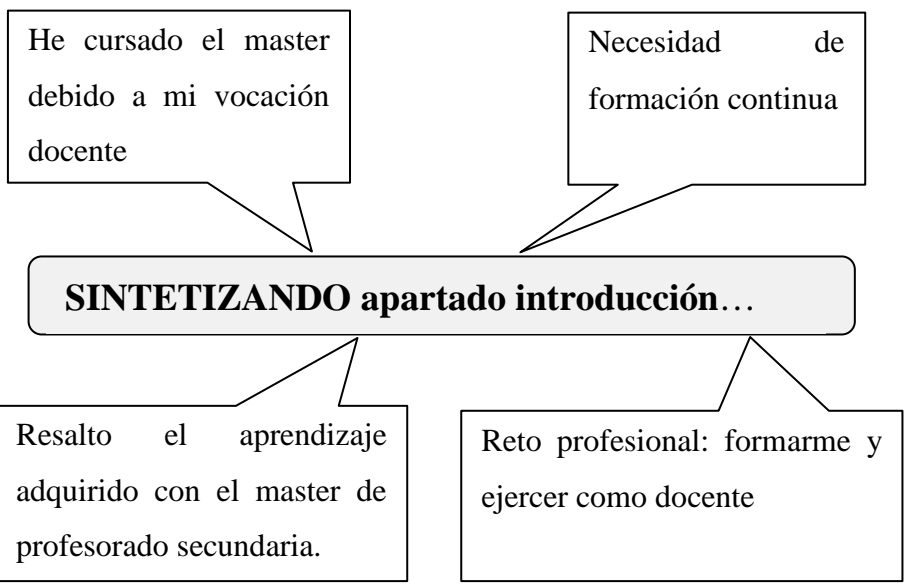 He cursado el master
debido a mi vocación
docente
Necesidad de
formación continua
SINTETIZANDO apartado introducción…
Resalto el aprendizaje
adquirido con el master de
profesorado secundaria.
Reto profesional: formarme y
ejercer como docente